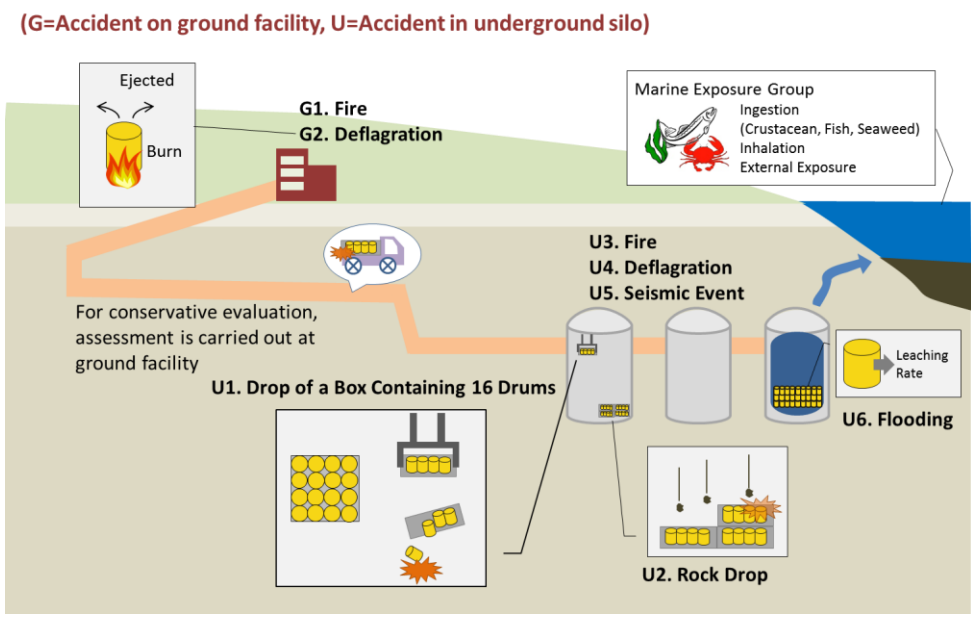 (G=Accident on ground facility, U=Accident in underground silo)
Ejected
Burn
G1. Fire
G2. Deflagration
Marine Exposure Group
Ingestion
(Crustacean, Fish, Seaweed)
Inhalation
External Exposure
U3. Fire
U4. Deflagration
U5. Seismic Event
For conservative evaluation,
assessment is carried out at
ground facility
U1. Drop of a Box Containing 16 Drums
Leaching
Rate
U6. Flooding
U2. Rock Drop